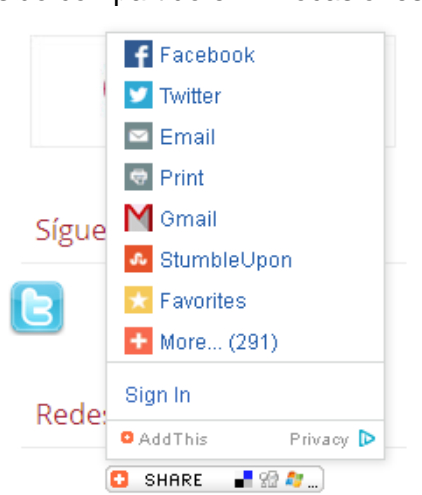 Facebook
Twitter
Email
Print
Gmail
Sígue
StumbleUpon
Favorites
More... (291)
Sign In
Redes
AddThis Privacy
SHARE ...